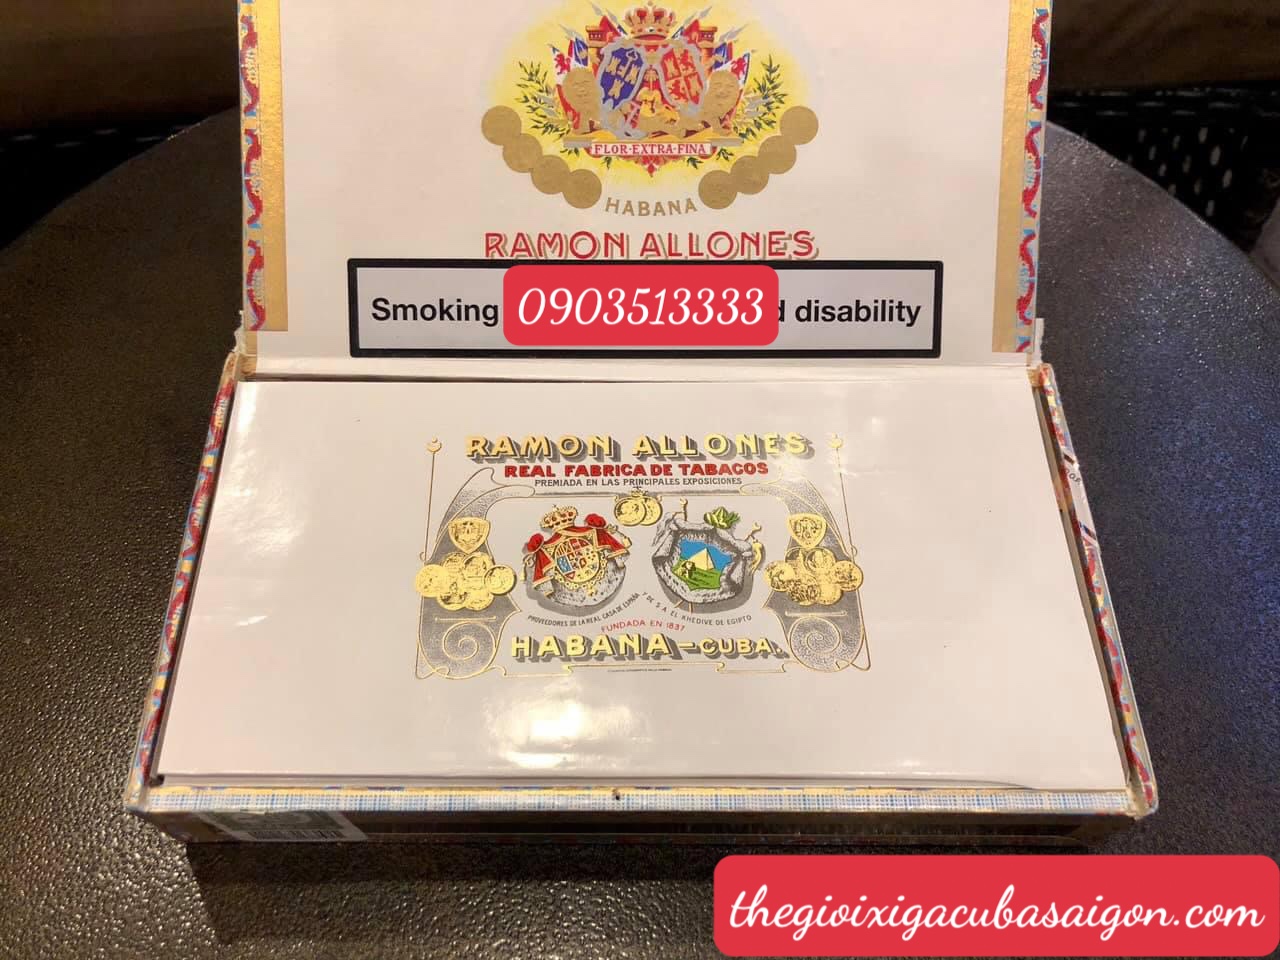 FLOR-EXTRA-FINA
HABANA
RAMON ALLONES
Smoking 0903513333 disability
RAMON ALLONES
REAL FABRICA DE TABACOS
PREMIADA EN LAS PRINCIPALES EXPOSICIONES
PROVEEDORES DE LA REAL CASA DE ESPAÑA Y DE S.A. EL KHEDIVE DE EGIPTO
FUNDADA EN 1837
HABANA-CUBA.
thegioixigacubasaigon.com